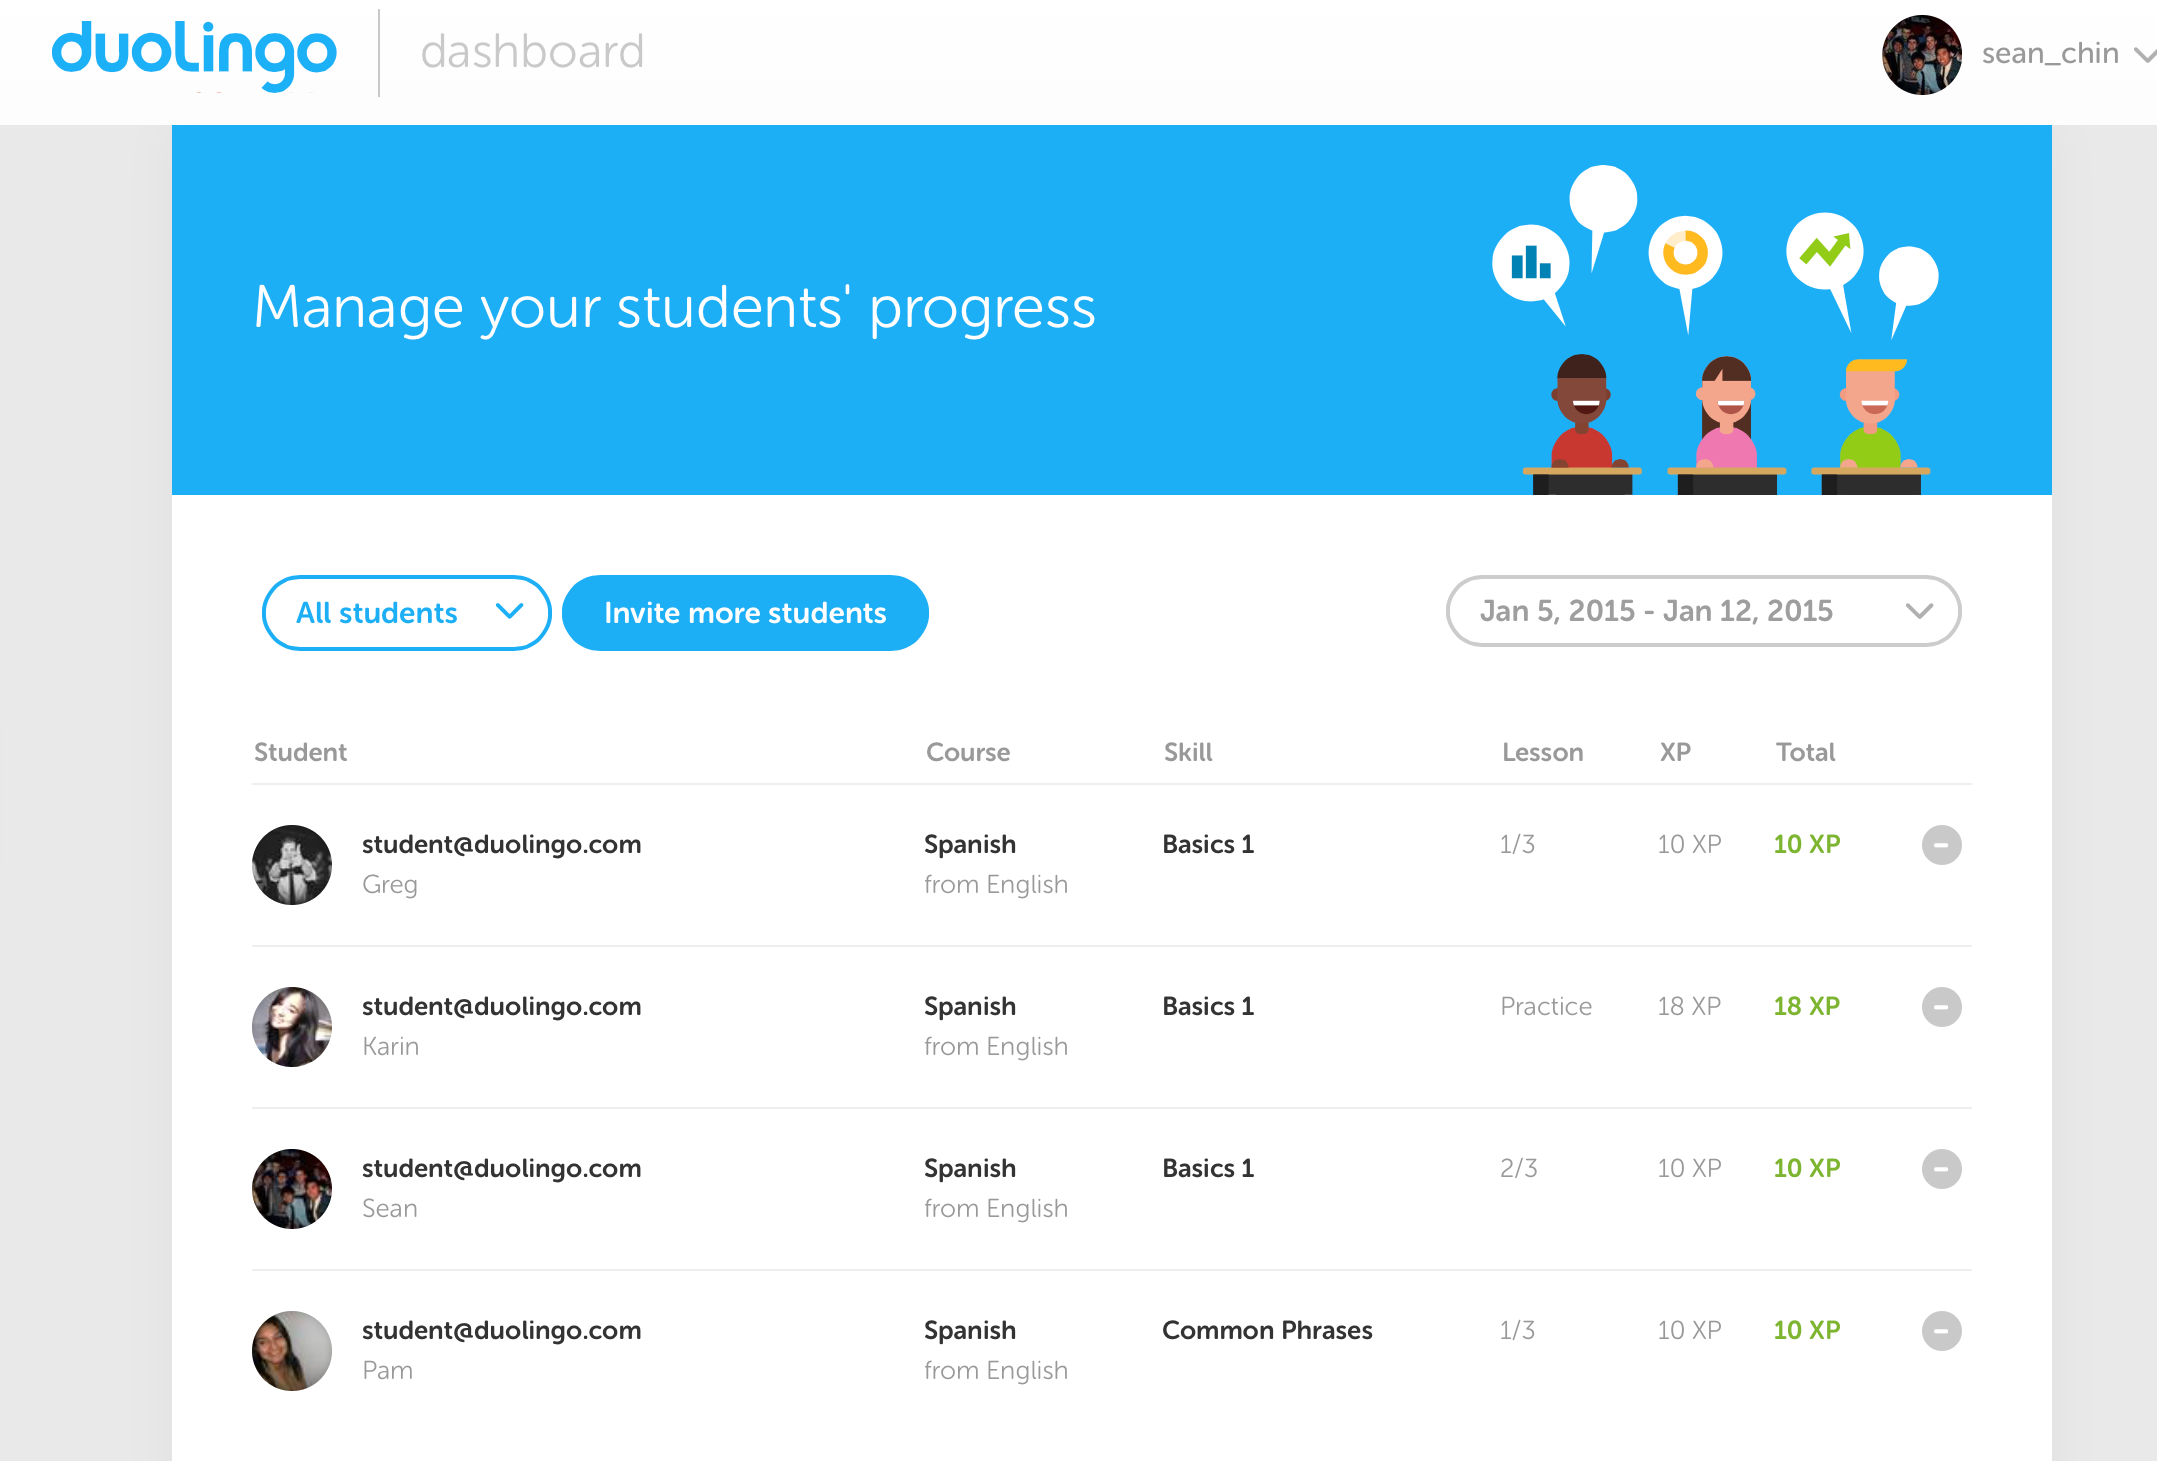 duolingo dashboard sean_chin
Manage your students' progress
All students Invite more students Jan 5, 2015 - Jan 12, 2015
Student Course Skill Lesson XP Total
student@duolingo.com Spanish Basics 1 1/3 10 XP 10 XP
Greg from English
student@duolingo.com Spanish Basics 1 Practice 18 XP 18 XP
Karin from English
student@duolingo.com Spanish Basics 1 2/3 10 XP 10 XP
Sean from English
student@duolingo.com Spanish Common Phrases 1/3 10 XP 10 XP
Pam from English